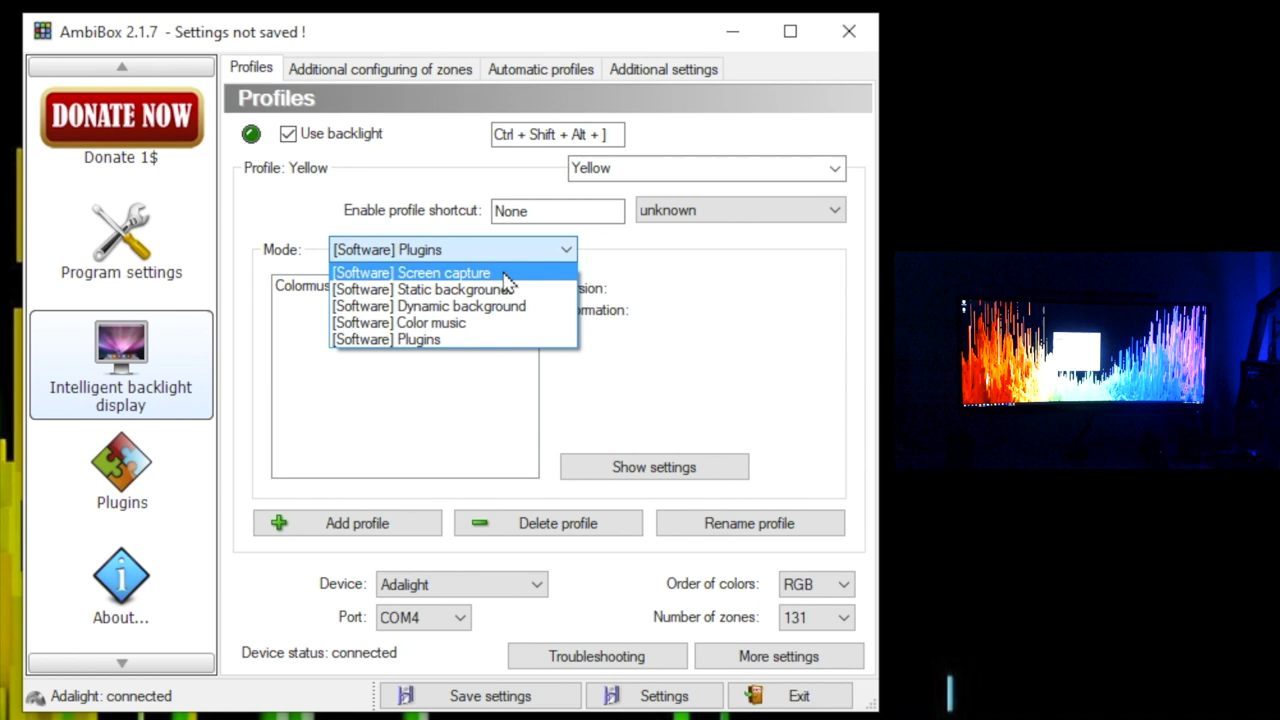 AmbiBox 2.1.7 - Settings not saved !
Profiles
Additional configuring of zones
Automatic profiles
Additional settings
DONATE NOW
Donate 1$
Program settings
Intelligent backlight
display
Plugins
About...
Profiles
Use backlight
Ctrl + Shift + Alt + ]
Profile: Yellow
Yellow
Enable profile shortcut:
None
unknown
Mode:
[Software] Plugins
[Software] Screen capture
[Software] Static background
[Software] Dynamic background
[Software] Color music
[Software] Plugins
Show settings
Add profile
Delete profile
Rename profile
Device:
Adalight
Order of colors:
RGB
Port:
COM4
Number of zones:
131
Device status: connected
Troubleshooting
More settings
Adalight: connected
Save settings
Settings
Exit